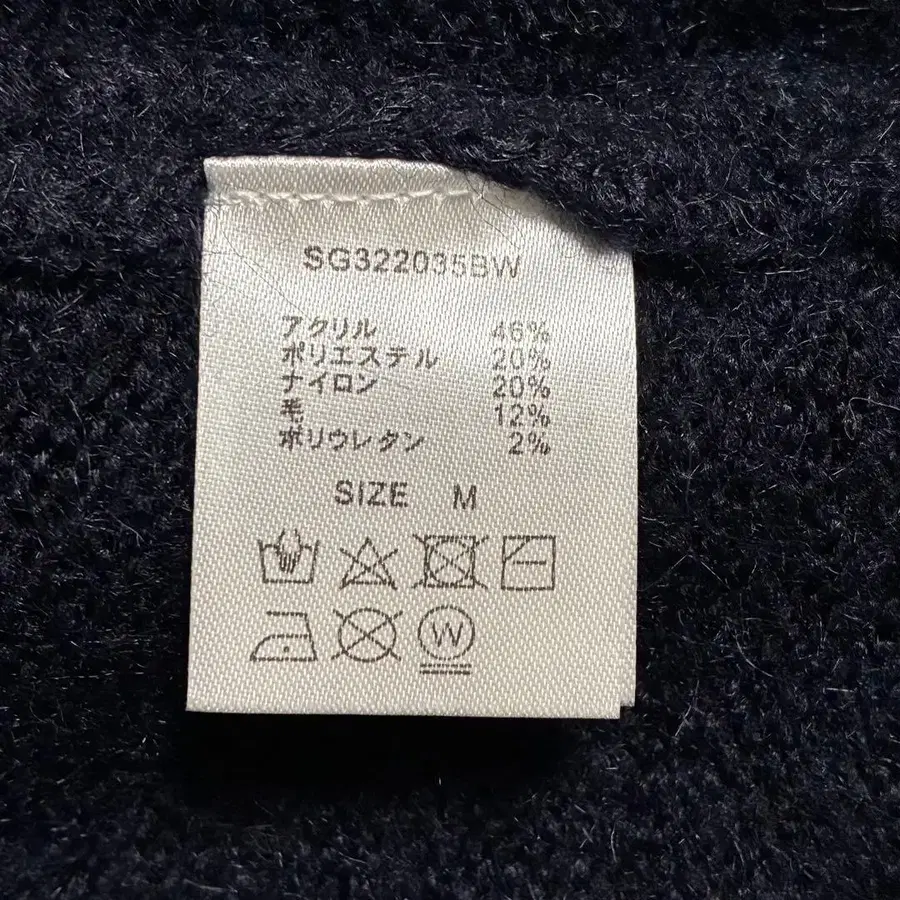 SG322035BW
アクリル 46%
ポリエステル 20%
ナイロン 20%
毛 12%
ポリウレタン 2%
SIZE M
W